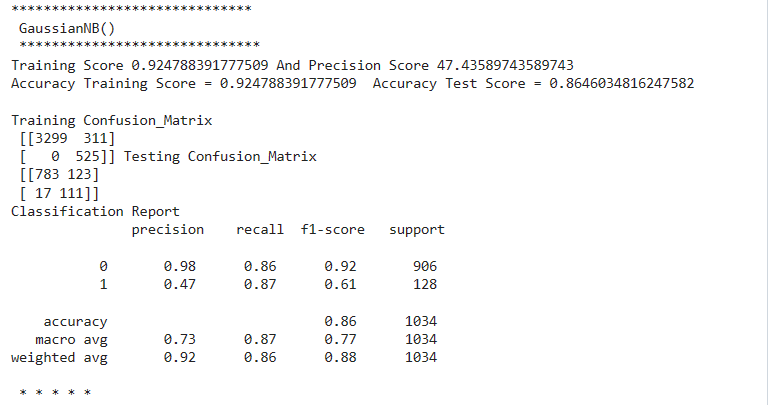 ******************************
GaussianNB()
******************************
Training Score 0.924788391777509 And Precision Score 47.43589743589743
Accuracy Training Score = 0.924788391777509  Accuracy Test Score = 0.8646034816247582
Training Confusion_Matrix
[[3299  311]
[   0  525]] Testing Confusion_Matrix
[[783 123]
[ 17 111]]
Classification Report
precision    recall  f1-score   support
0       0.98      0.86      0.92       906
1       0.47      0.87      0.61       128
accuracy                           0.86      1034
macro avg       0.73      0.87      0.77      1034
weighted avg       0.92      0.86      0.88      1034
* * * * *